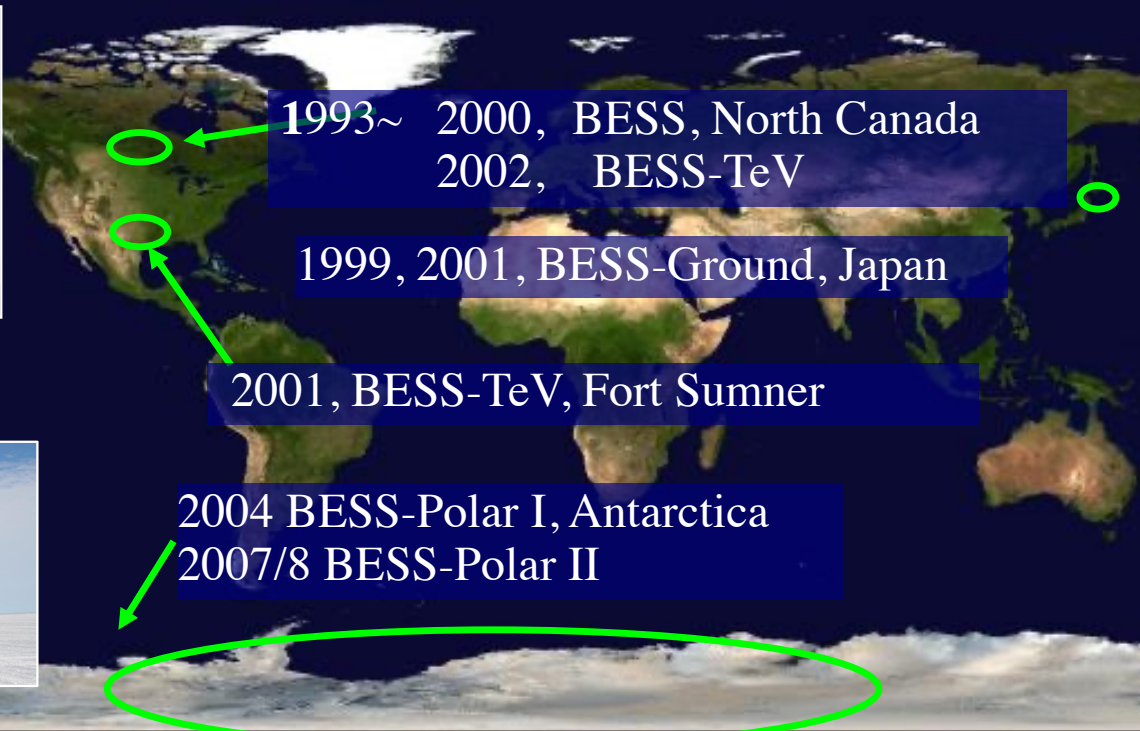 1993~ 2000, BESS, North Canada
2002, BESS-TeV
1999, 2001, BESS-Ground, Japan
2001, BESS-TeV, Fort Sumner
2004 BESS-Polar I, Antarctica
2007/8 BESS-Polar II